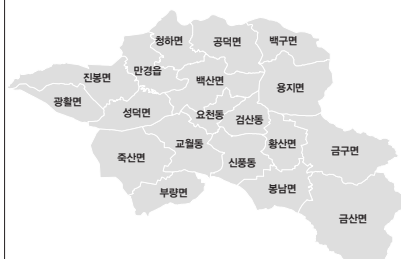 청하면
공덕면
백구면
진봉면
만경읍
백산면
용지면
광활면
성덕면
요천동
검산동
교월동
황산면
금구면
죽산면
신풍동
부량면
봉남면
금산면